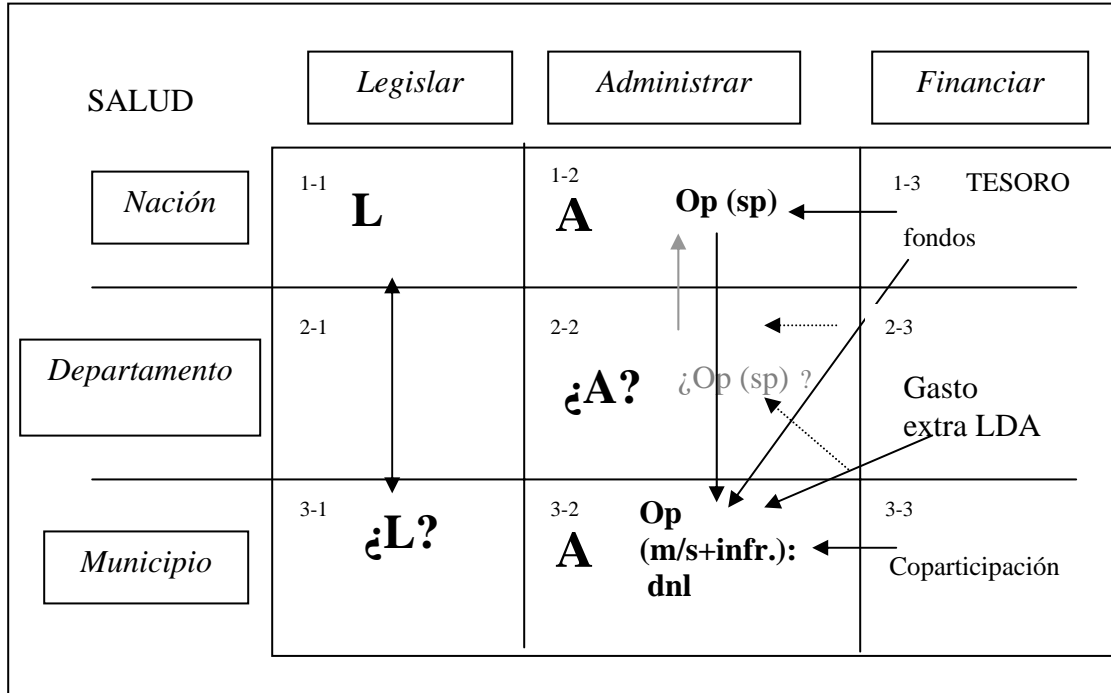 SALUD
Legislar
Administrar
Financiar
Nación
1-1
L
1-2
A
Op (sp)
1-3
TESORO
fondos
Departamento
2-1
2-2
¿A?
¿Op (sp) ?
2-3
Gasto
extra LDA
Municipio
3-1
¿L?
3-2
A
Op
(m/s+infr.):
dnl
3-3
Coparticipación